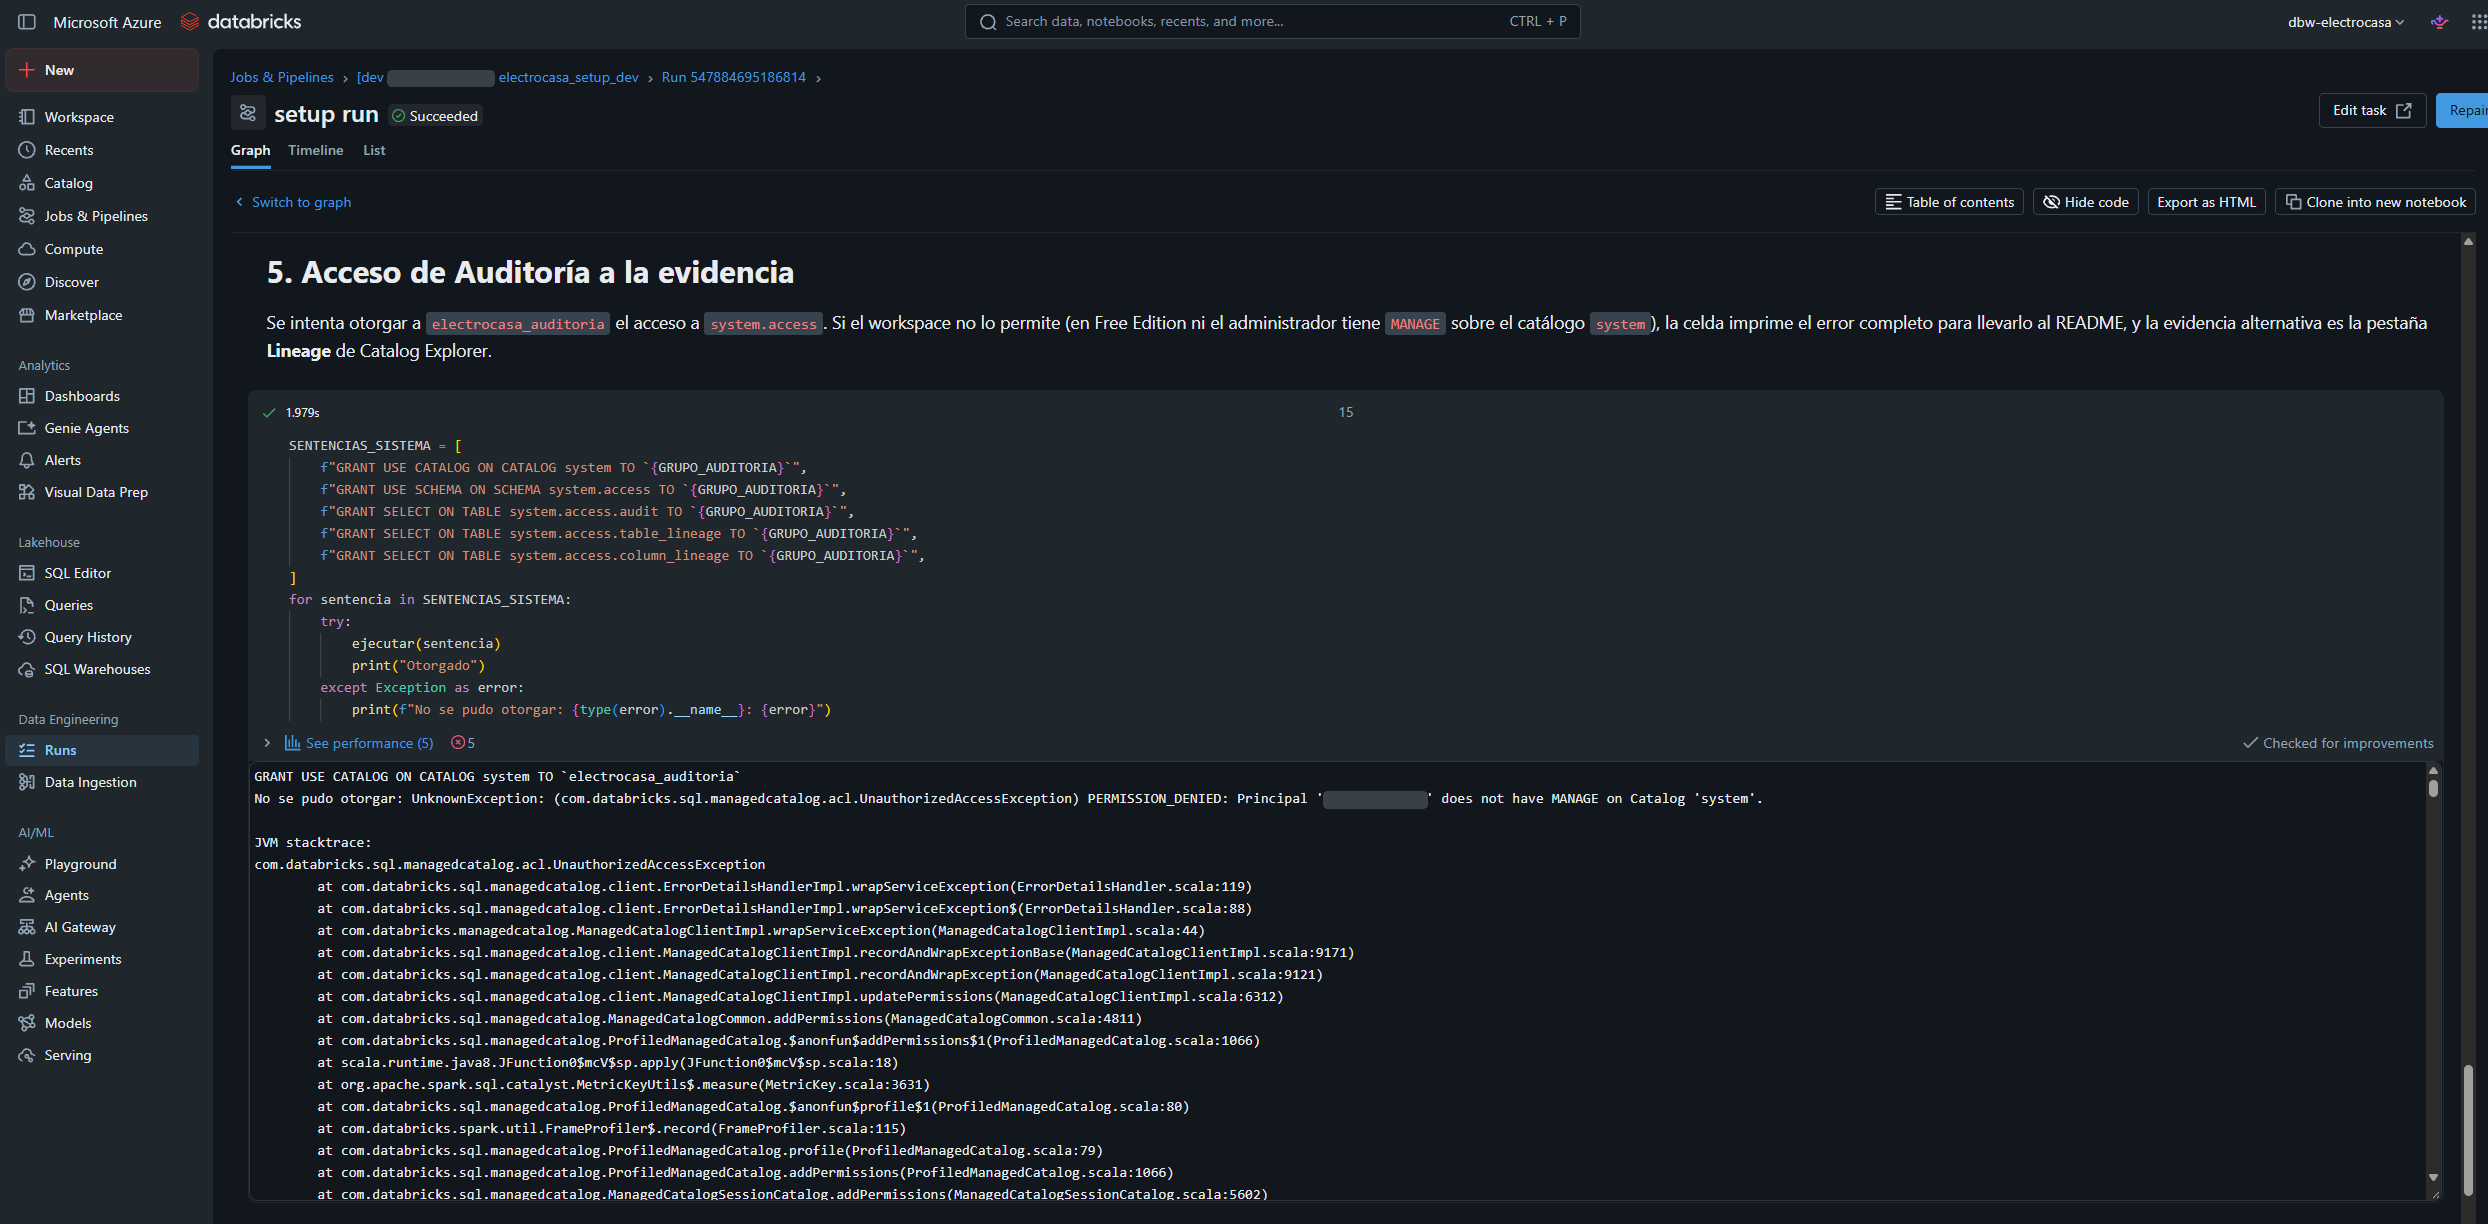 Microsoft Azure databricks
Search data, notebooks, recents, and more... CTRL + P
dbw-electrocasa
New
Workspace
Recents
Catalog
Jobs & Pipelines
Compute
Discover
Marketplace
Analytics
Dashboards
Genie Agents
Alerts
Visual Data Prep
Lakehouse
SQL Editor
Queries
Query History
SQL Warehouses
Data Engineering
Runs
Data Ingestion
AI/ML
Playground
Agents
AI Gateway
Experiments
Features
Models
Serving
Jobs & Pipelines › [dev electrocasa_setup_dev › Run 547884695186814 ›
setup run Succeeded
Edit task
Repair
Graph Timeline List
Switch to graph
Table of contents Hide code Export as HTML Clone into new notebook
5. Acceso de Auditoría a la evidencia
Se intenta otorgar a electrocasa_auditoria el acceso a system.access. Si el workspace no lo permite (en Free Edition ni el administrador tiene MANAGE sobre el catálogo system), la celda imprime el error completo para llevarlo al README, y la evidencia alternativa es la pestaña
Lineage de Catalog Explorer.
1.979s 15
SENTENCIAS_SISTEMA = [
f"GRANT USE CATALOG ON CATALOG system TO `{GRUPO_AUDITORIA}`",
f"GRANT USE SCHEMA ON SCHEMA system.access TO `{GRUPO_AUDITORIA}`",
f"GRANT SELECT ON TABLE system.access.audit TO `{GRUPO_AUDITORIA}`",
f"GRANT SELECT ON TABLE system.access.table_lineage TO `{GRUPO_AUDITORIA}`",
f"GRANT SELECT ON TABLE system.access.column_lineage TO `{GRUPO_AUDITORIA}`",
]
for sentencia in SENTENCIAS_SISTEMA:
try:
ejecutar(sentencia)
print("Otorgado")
except Exception as error:
print(f"No se pudo otorgar: {type(error).__name__}: {error}")
See performance (5) 5
Checked for improvements
GRANT USE CATALOG ON CATALOG system TO `electrocasa_auditoria`
No se pudo otorgar: UnknownException: (com.databricks.sql.managedcatalog.acl.UnauthorizedAccessException) PERMISSION_DENIED: Principal ' ' does not have MANAGE on Catalog 'system'.
JVM stacktrace:
com.databricks.sql.managedcatalog.acl.UnauthorizedAccessException
at com.databricks.sql.managedcatalog.client.ErrorDetailsHandlerImpl.wrapServiceException(ErrorDetailsHandler.scala:119)
at com.databricks.sql.managedcatalog.client.ErrorDetailsHandlerImpl.wrapServiceException$(ErrorDetailsHandler.scala:88)
at com.databricks.managedcatalog.ManagedCatalogClientImpl.wrapServiceException(ManagedCatalogClientImpl.scala:44)
at com.databricks.sql.managedcatalog.client.ManagedCatalogClientImpl.recordAndWrapExceptionBase(ManagedCatalogClientImpl.scala:9171)
at com.databricks.sql.managedcatalog.client.ManagedCatalogClientImpl.recordAndWrapException(ManagedCatalogClientImpl.scala:9121)
at com.databricks.sql.managedcatalog.client.ManagedCatalogClientImpl.updatePermissions(ManagedCatalogClientImpl.scala:6312)
at com.databricks.sql.managedcatalog.ManagedCatalogCommon.addPermissions(ManagedCatalogCommon.scala:4811)
at com.databricks.sql.managedcatalog.ProfiledManagedCatalog.$anonfun$addPermissions$1(ProfiledManagedCatalog.scala:1066)
at scala.runtime.java8.JFunction0$mcV$sp.apply(JFunction0$mcV$sp.scala:18)
at org.apache.spark.sql.catalyst.MetricKeyUtils$.measure(MetricKey.scala:3631)
at com.databricks.sql.managedcatalog.ProfiledManagedCatalog.$anonfun$profile$1(ProfiledManagedCatalog.scala:80)
at com.databricks.spark.util.FrameProfiler$.record(FrameProfiler.scala:115)
at com.databricks.sql.managedcatalog.ProfiledManagedCatalog.profile(ProfiledManagedCatalog.scala:79)
at com.databricks.sql.managedcatalog.ProfiledManagedCatalog.addPermissions(ProfiledManagedCatalog.scala:1066)
at com.databricks.sql.managedcatalog.ManagedCatalogSessionCatalog.addPermissions(ManagedCatalogSessionCatalog.scala:5602)